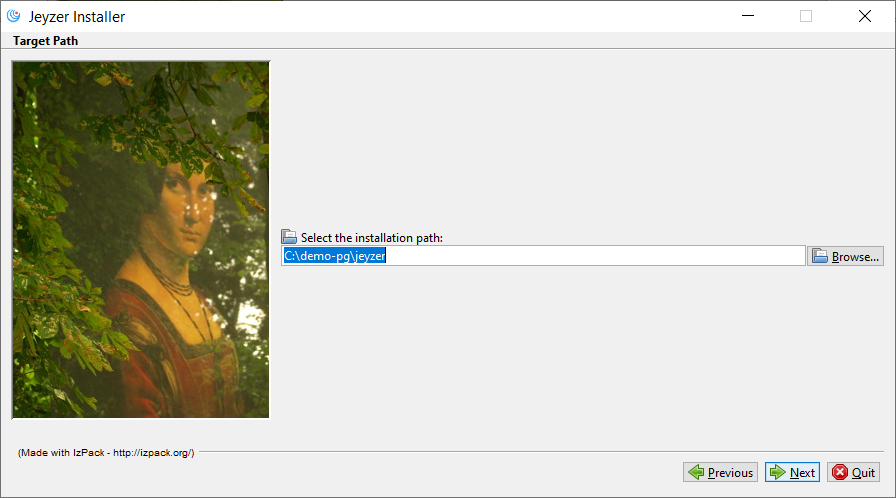 Jeyzer Installer
Target Path
Select the installation path:
C:\demo-pg\jeyzer
Browse...
(Made with IzPack - http://izpack.org/)
Previous
Next
Quit